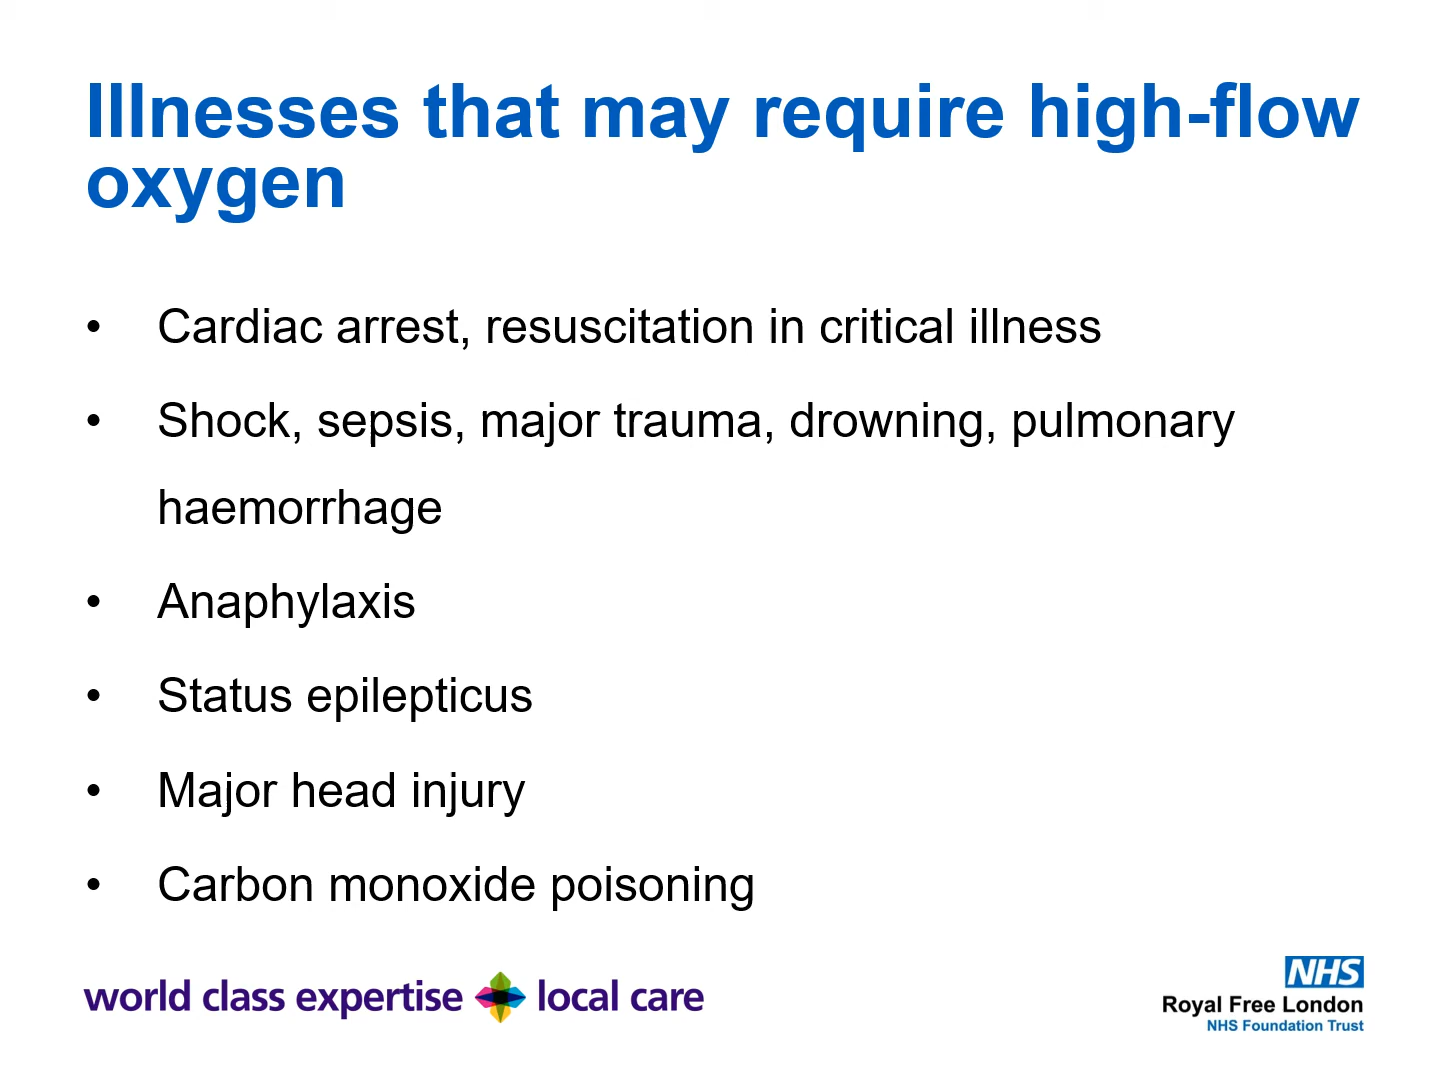 Illnesses that may require high-flow
oxygen
• Cardiac arrest, resuscitation in critical illness
• Shock, sepsis, major trauma, drowning, pulmonary
haemorrhage
• Anaphylaxis
• Status epilepticus
• Major head injury
• Carbon monoxide poisoning
world class expertise local care
NHS
Royal Free London
NHS Foundation Trust